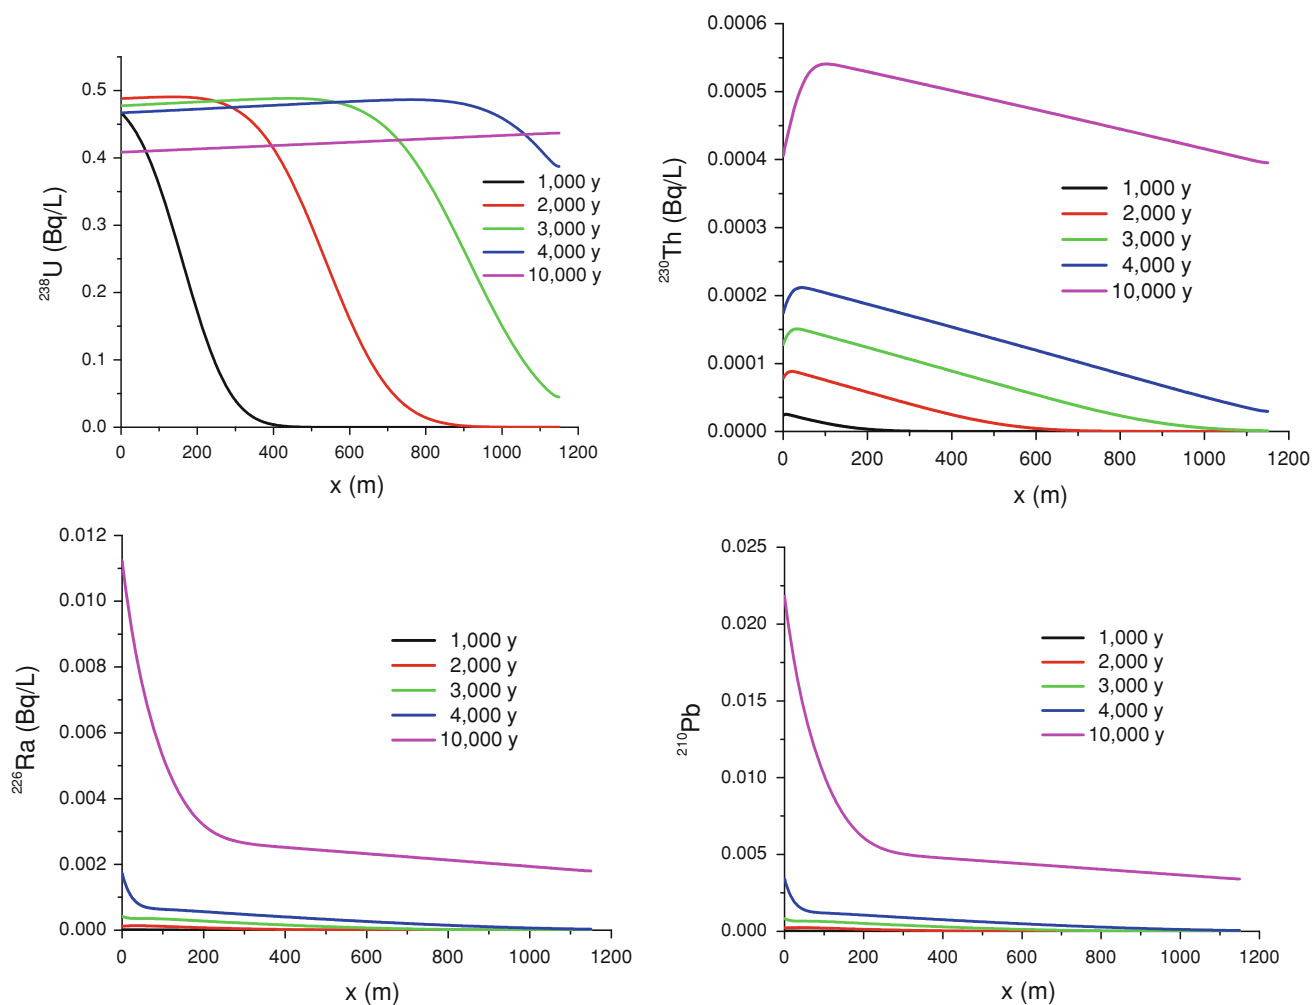 0.5
0.4
0.3
0.2
0.1
0.0
²³⁸U (Bq/L)
1,000 y
2,000 y
3,000 y
4,000 y
10,000 y
0 200 400 600 800 1000 1200
x (m)
0.0006
0.0005
0.0004
0.0003
0.0002
0.0001
0.0000
²³⁰Th (Bq/L)
1,000 y
2,000 y
3,000 y
4,000 y
10,000 y
0 200 400 600 800 1000 1200
x (m)
0.012
0.010
0.008
0.006
0.004
0.002
0.000
²²⁶Ra (Bq/L)
1,000 y
2,000 y
3,000 y
4,000 y
10,000 y
0 200 400 600 800 1000 1200
x (m)
0.025
0.020
0.015
0.010
0.005
0.000
²¹⁰Pb
1,000 y
2,000 y
3,000 y
4,000 y
10,000 y
0 200 400 600 800 1000 1200
x (m)